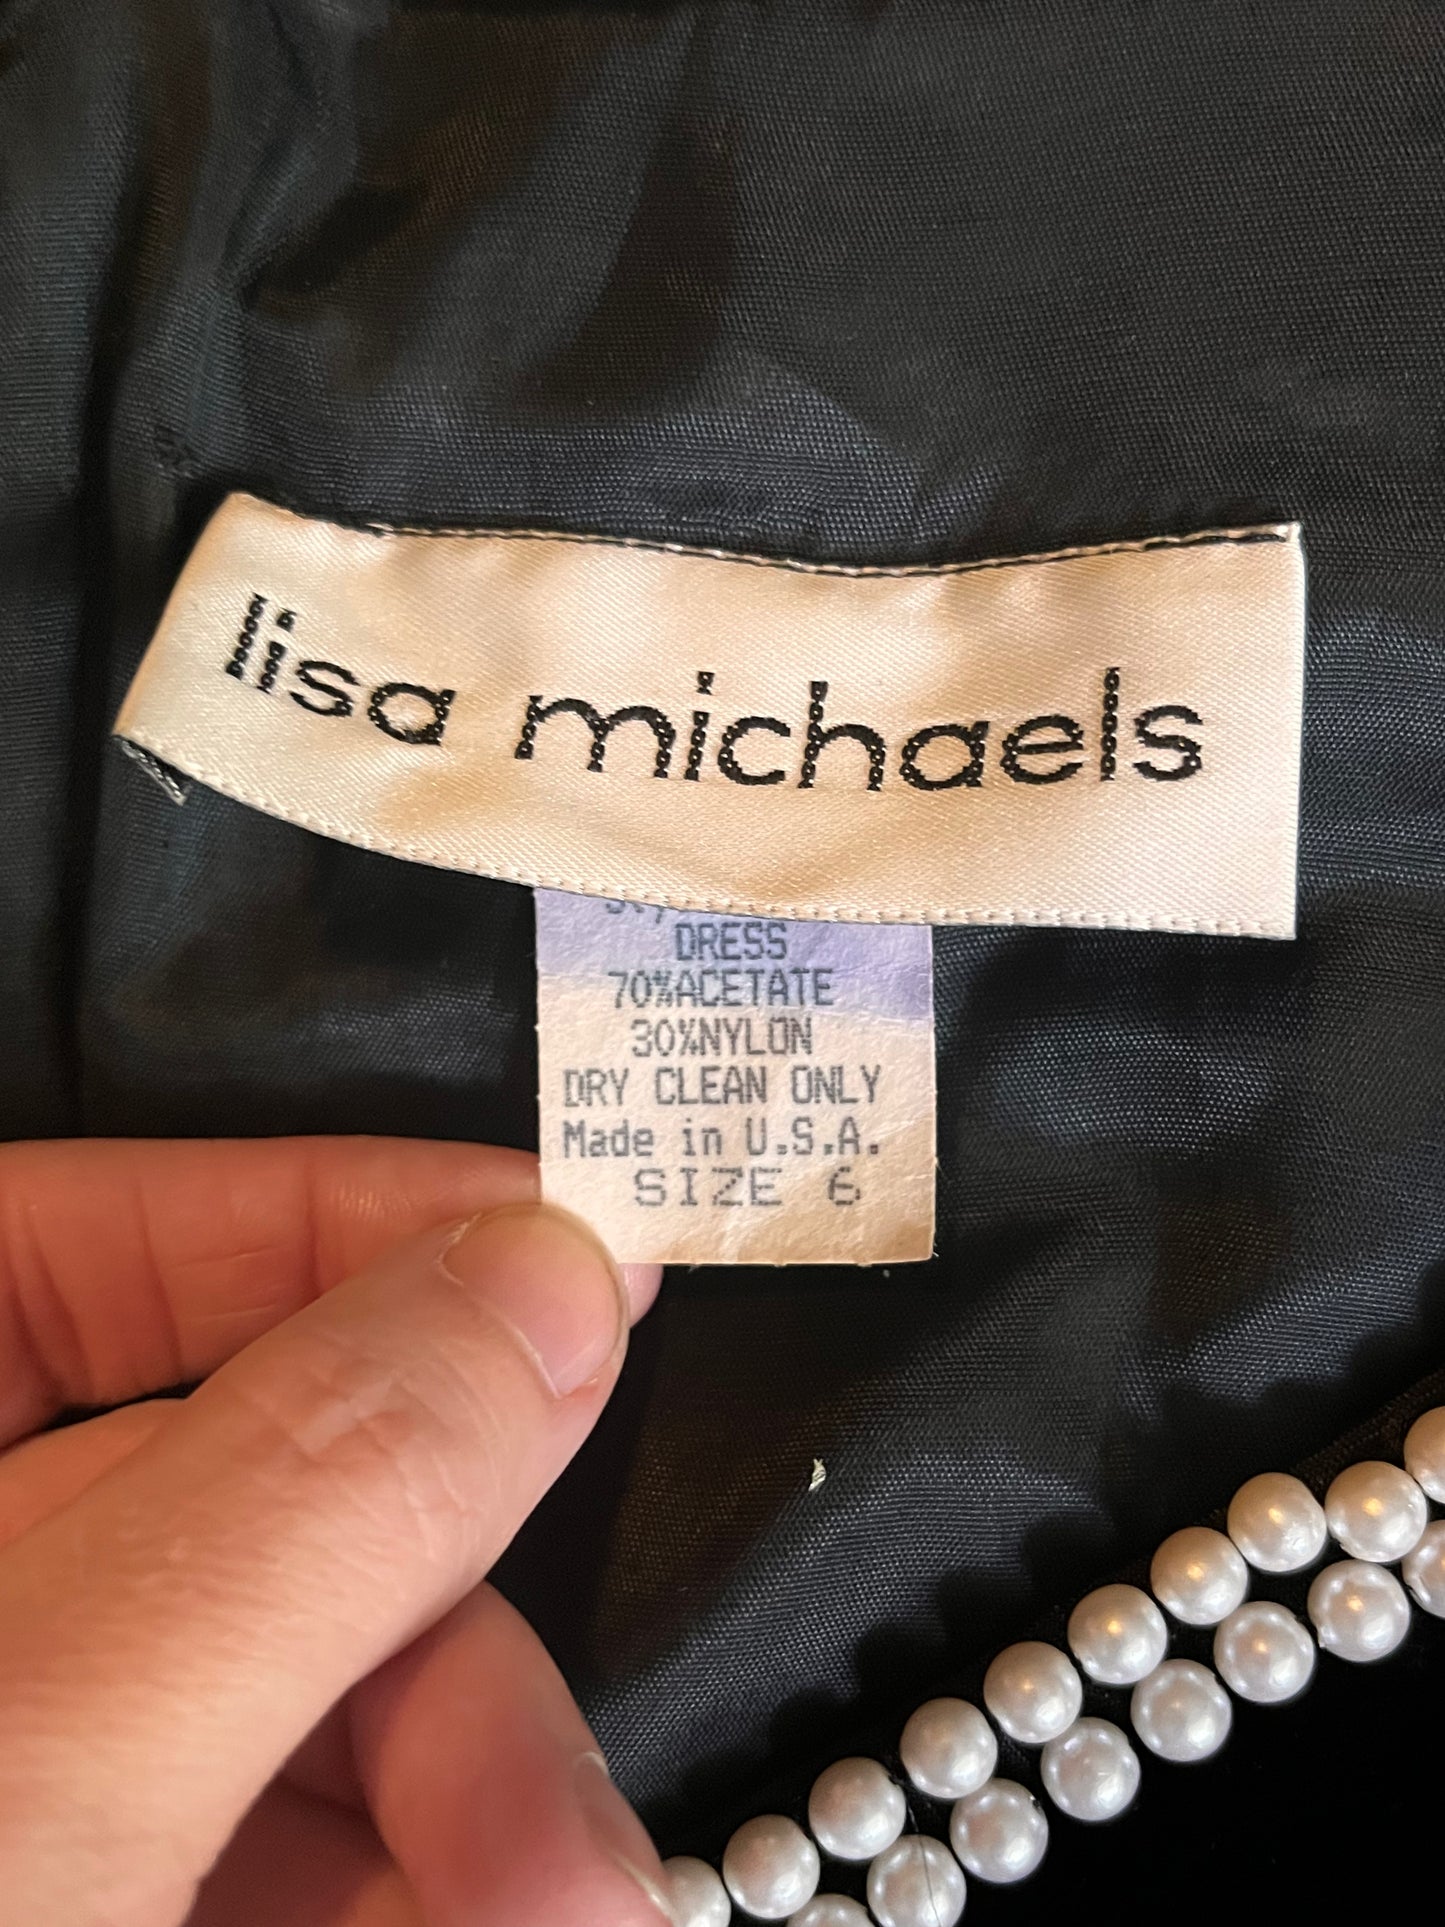 lisa michaels
DRESS
70%ACETATE
30%NYLON
DRY CLEAN ONLY
Made in U.S.A.
SIZE 6